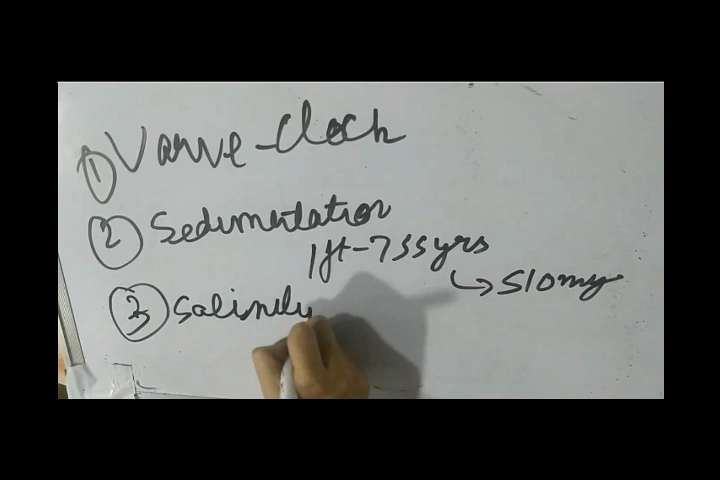 1) Varve-Clock
2) Sedimentation
1ft-755yrs
↳ 510my
3) Salinity